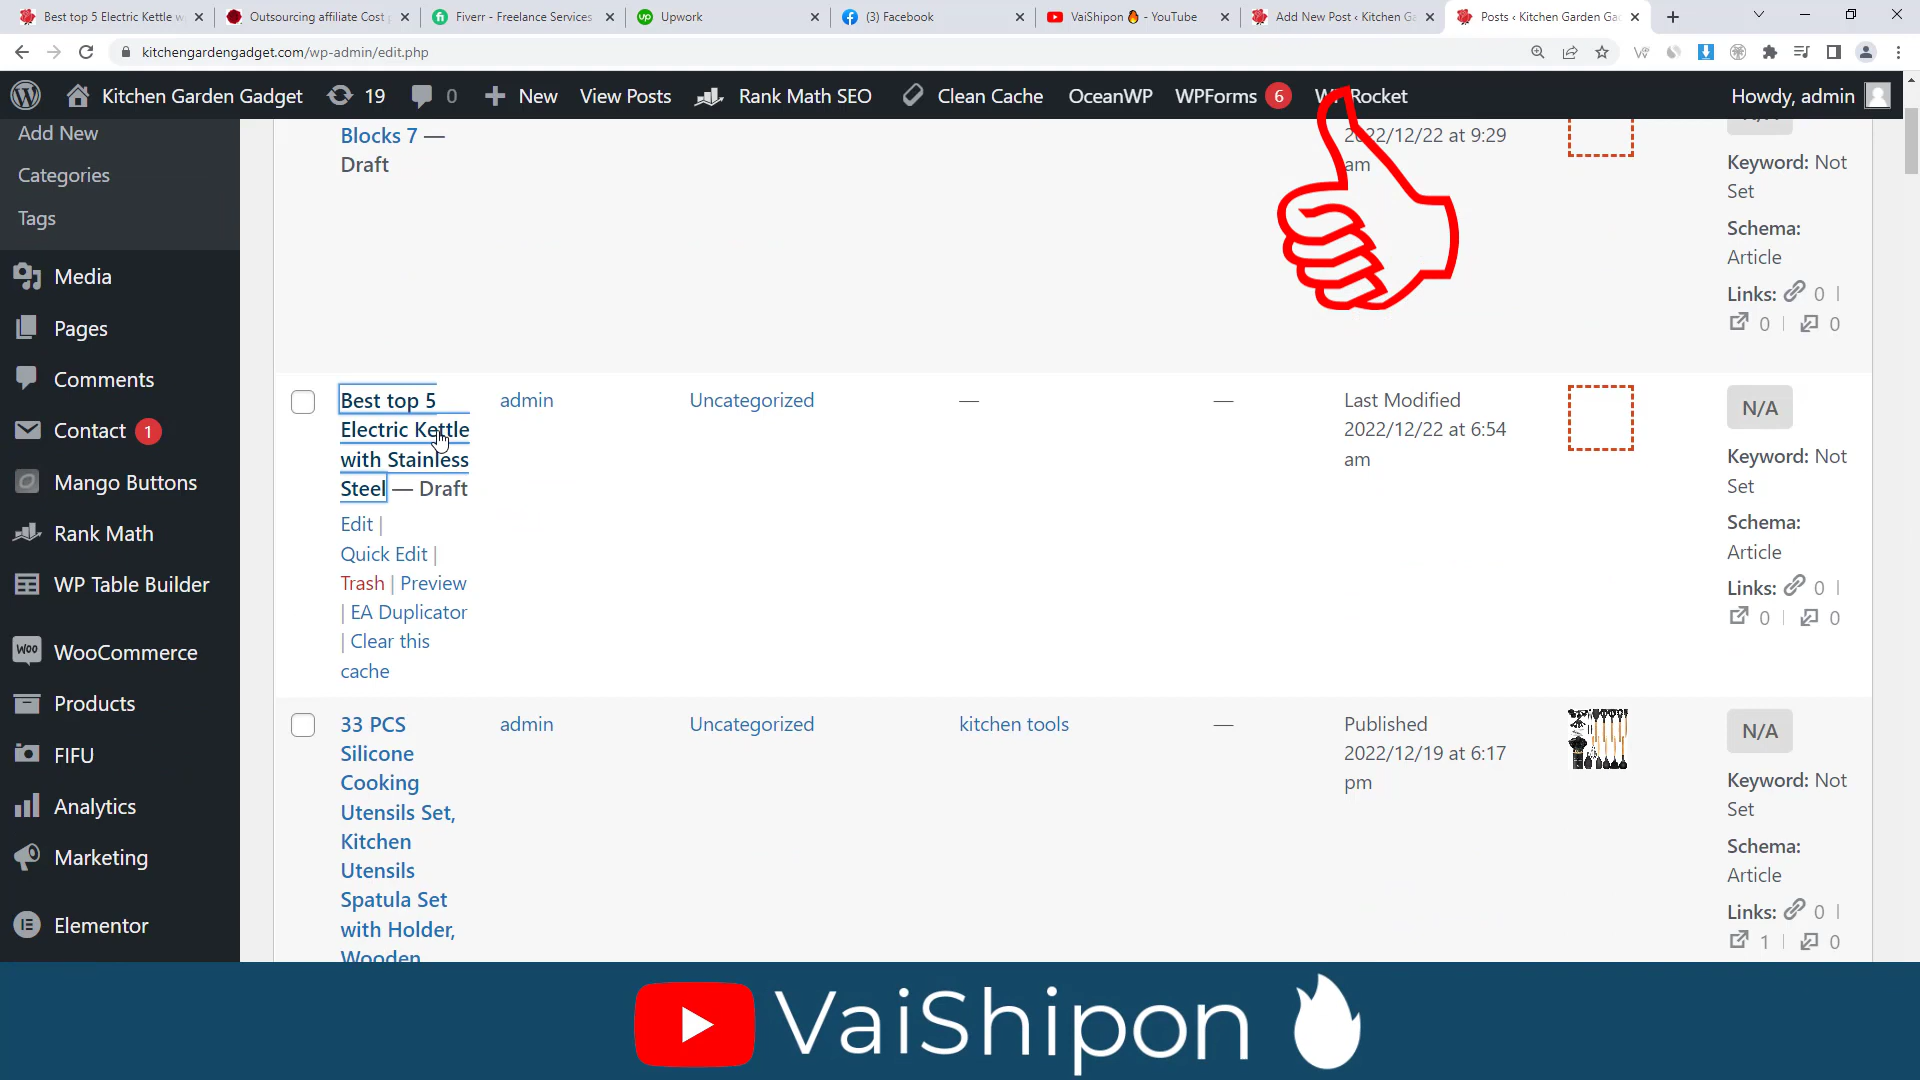 Best top 5 Electric Kettle w
Outsourcing affiliate Cost p
Fiverr - Freelance Services
Upwork
(3) Facebook
VaiShipon 🔥 - YouTube
Add New Post ‹ Kitchen Ga
Posts ‹ Kitchen Garden Ga
kitchengardengadget.com/wp-admin/edit.php
Kitchen Garden Gadget
19
0
New
View Posts
Rank Math SEO
Clean Cache
OceanWP
WPForms 6
WP Rocket
Howdy, admin
Add New
Categories
Tags
Media
Pages
Comments
Contact 1
Mango Buttons
Rank Math
WP Table Builder
WooCommerce
Products
FIFU
Analytics
Marketing
Elementor
Blocks 7 —
Draft
2022/12/22 at 9:29
am
Keyword: Not
Set
Schema:
Article
Links: 0 |
0 | 0
Best top 5
Electric Kettle
with Stainless
Steel — Draft
Edit |
Quick Edit |
Trash | Preview
| EA Duplicator
| Clear this
cache
admin
Uncategorized
—
—
Last Modified
2022/12/22 at 6:54
am
N/A
Keyword: Not
Set
Schema:
Article
Links: 0 |
0 | 0
33 PCS
Silicone
Cooking
Utensils Set,
Kitchen
Utensils
Spatula Set
with Holder,
Wooden
admin
Uncategorized
kitchen tools
—
Published
2022/12/19 at 6:17
pm
N/A
Keyword: Not
Set
Schema:
Article
Links: 0 |
1 | 0
VaiShipon